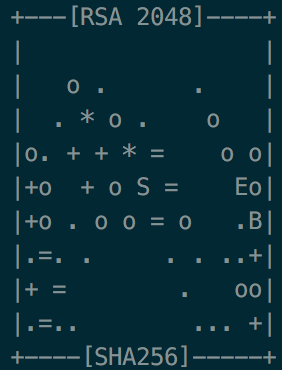 +---[RSA 2048]----+
|                 |
|   o .      .    |
|  . * o .    o   |
|o. + + * =    o o|
|+o  + o S =    Eo|
|+o . o o = o   .B|
|.=. .     . . ..+|
|+ =        .   oo|
|.=..        ... +|
+----[SHA256]-----+